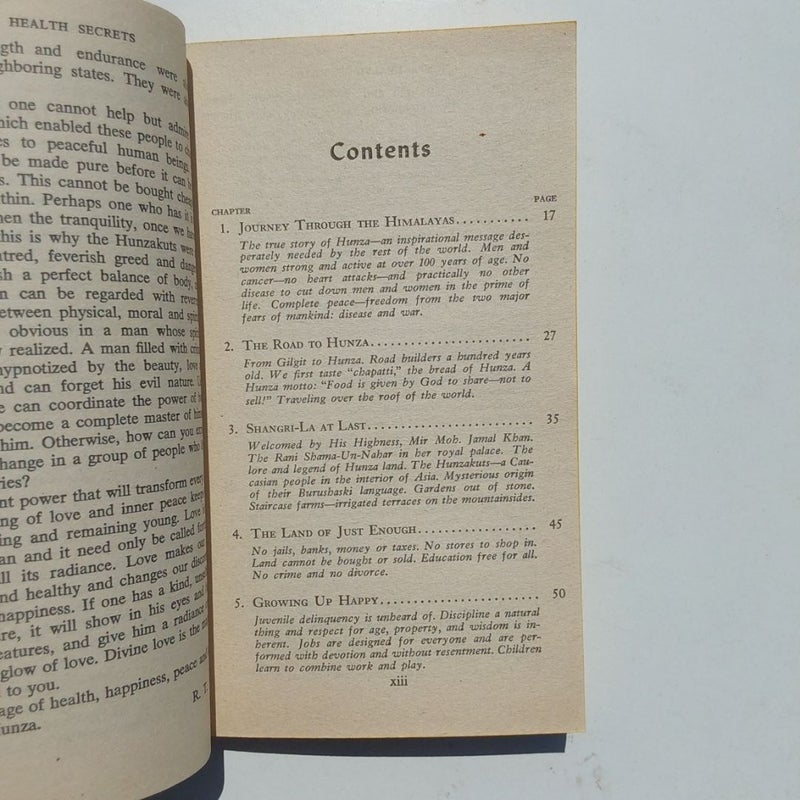 HEALTH SECRETS
gth and endurance were
ghboring states. They were
one cannot help but
hich enabled these people to
es to peaceful human beings.
be made pure before it can
s. This cannot be bought
thin. Perhaps one who has it
hen the tranquility, once we
this is why the Hunzakuts were
atred, feverish greed and
sh a perfect balance of body,
n can be regarded with
between physical, moral and
obvious in a man whose
y realized. A man filled with
hypnotized by the beauty, love
nd can forget his evil nature.
e can coordinate the power of
become a complete master of
him. Otherwise, how can you
change in a group of people who
ries?
nt power that will transform every
ng of love and inner peace keep
ing and remaining young. Love
an and it need only be called
ll its radiance. Love makes our
nd healthy and changes our
happiness. If one has a kind,
re, it will show in his eyes and
eatures, and give him a radiance
glow of love. Divine love is the
to you.
age of health, happiness, peace and
unza.
R. T.
Contents
CHAPTER PAGE
1. JOURNEY THROUGH THE HIMALAYAS........... 17
The true story of Hunza—an inspirational message des-
perately needed by the rest of the world. Men and
women strong and active at over 100 years of age. No
cancer—no heart attacks—and practically no other
disease to cut down men and women in the prime of
life. Complete peace—freedom from the two major
fears of mankind: disease and war.
2. THE ROAD TO HUNZA........................ 27
From Gilgit to Hunza. Road builders a hundred years
old. We first taste “chapatti,” the bread of Hunza. A
Hunza motto: “Food is given by God to share—not to
sell!” Traveling over the roof of the world.
3. SHANGRI-LA AT LAST........................ 35
Welcomed by His Highness, Mir Moh. Jamal Khan.
The Rani Shama-Un-Nahar in her royal palace. The
lore and legend of Hunza land. The Hunzakuts—a Cau-
casian people in the interior of Asia. Mysterious origin
of their Burushaski language. Gardens out of stone.
Staircase farms—irrigated terraces on the mountainsides.
4. THE LAND OF JUST ENOUGH................. 45
No jails, banks, money or taxes. No stores to shop in.
Land cannot be bought or sold. Education free for all.
No crime and no divorce.
5. GROWING UP HAPPY........................ 50
Juvenile delinquency is unheard of. Discipline a natural
thing and respect for age, property, and wisdom is in-
herent. Jobs are designed for everyone and are per-
formed with devotion and without resentment. Children
learn to combine work and play.
xiii